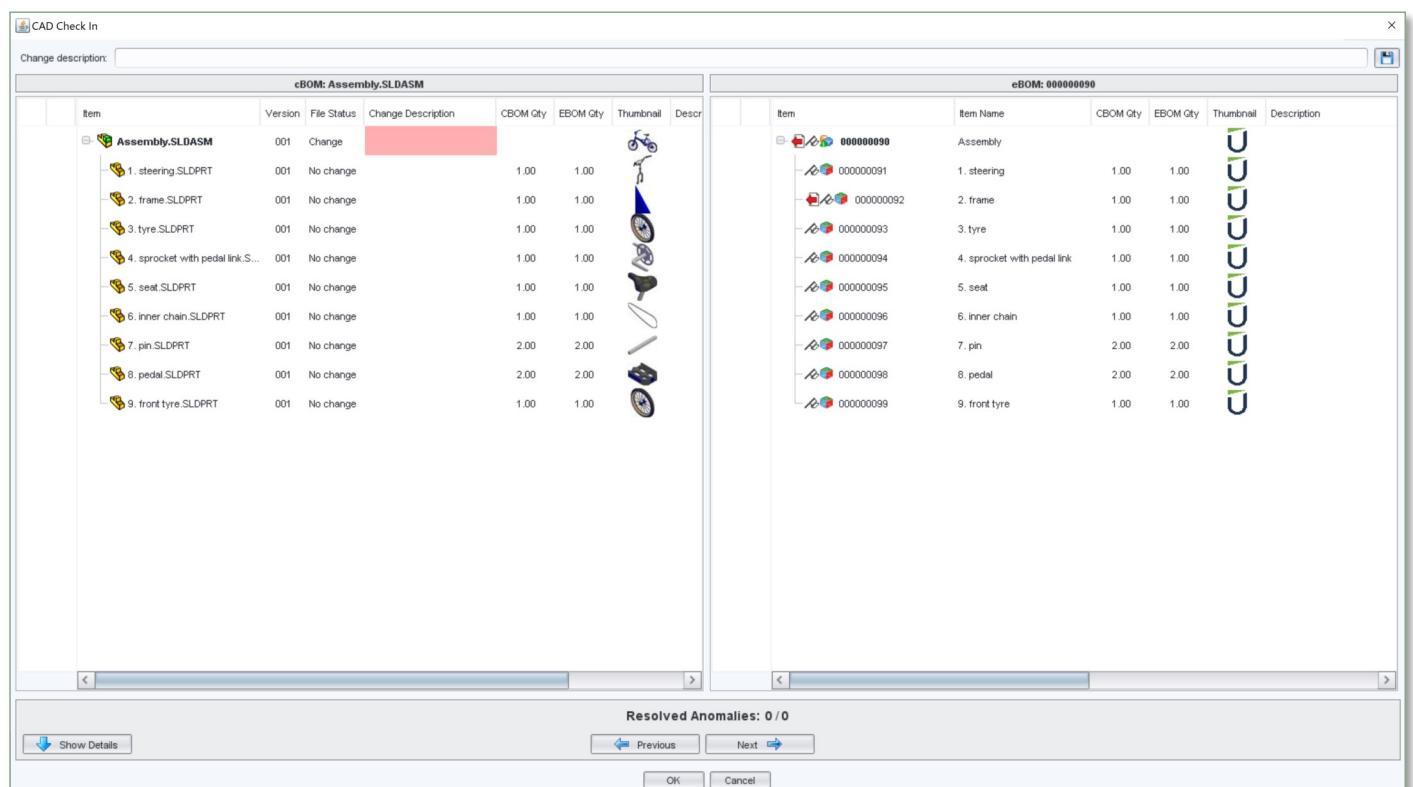 CAD Check In
Change description:
cBOM: Assembly.SLDASM
Item Version File Status Change Description CBOM Qty EBOM Qty Thumbnail Descr
Assembly.SLDASM 001 Change
1. steering.SLDPRT 001 No change 1.00 1.00
2. frame.SLDPRT 001 No change 1.00 1.00
3. tyre.SLDPRT 001 No change 1.00 1.00
4. sprocket with pedal link.S... 001 No change 1.00 1.00
5. seat.SLDPRT 001 No change 1.00 1.00
6. inner chain.SLDPRT 001 No change 1.00 1.00
7. pin.SLDPRT 001 No change 2.00 2.00
8. pedal.SLDPRT 001 No change 2.00 2.00
9. front tyre.SLDPRT 001 No change 1.00 1.00
eBOM: 000000090
Item Item Name CBOM Qty EBOM Qty Thumbnail Description
000000090 Assembly
000000091 1. steering 1.00 1.00
000000092 2. frame 1.00 1.00
000000093 3. tyre 1.00 1.00
000000094 4. sprocket with pedal link 1.00 1.00
000000095 5. seat 1.00 1.00
000000096 6. inner chain 1.00 1.00
000000097 7. pin 2.00 2.00
000000098 8. pedal 2.00 2.00
000000099 9. front tyre 1.00 1.00
Resolved Anomalies: 0/0
Show Details Previous Next
OK Cancel